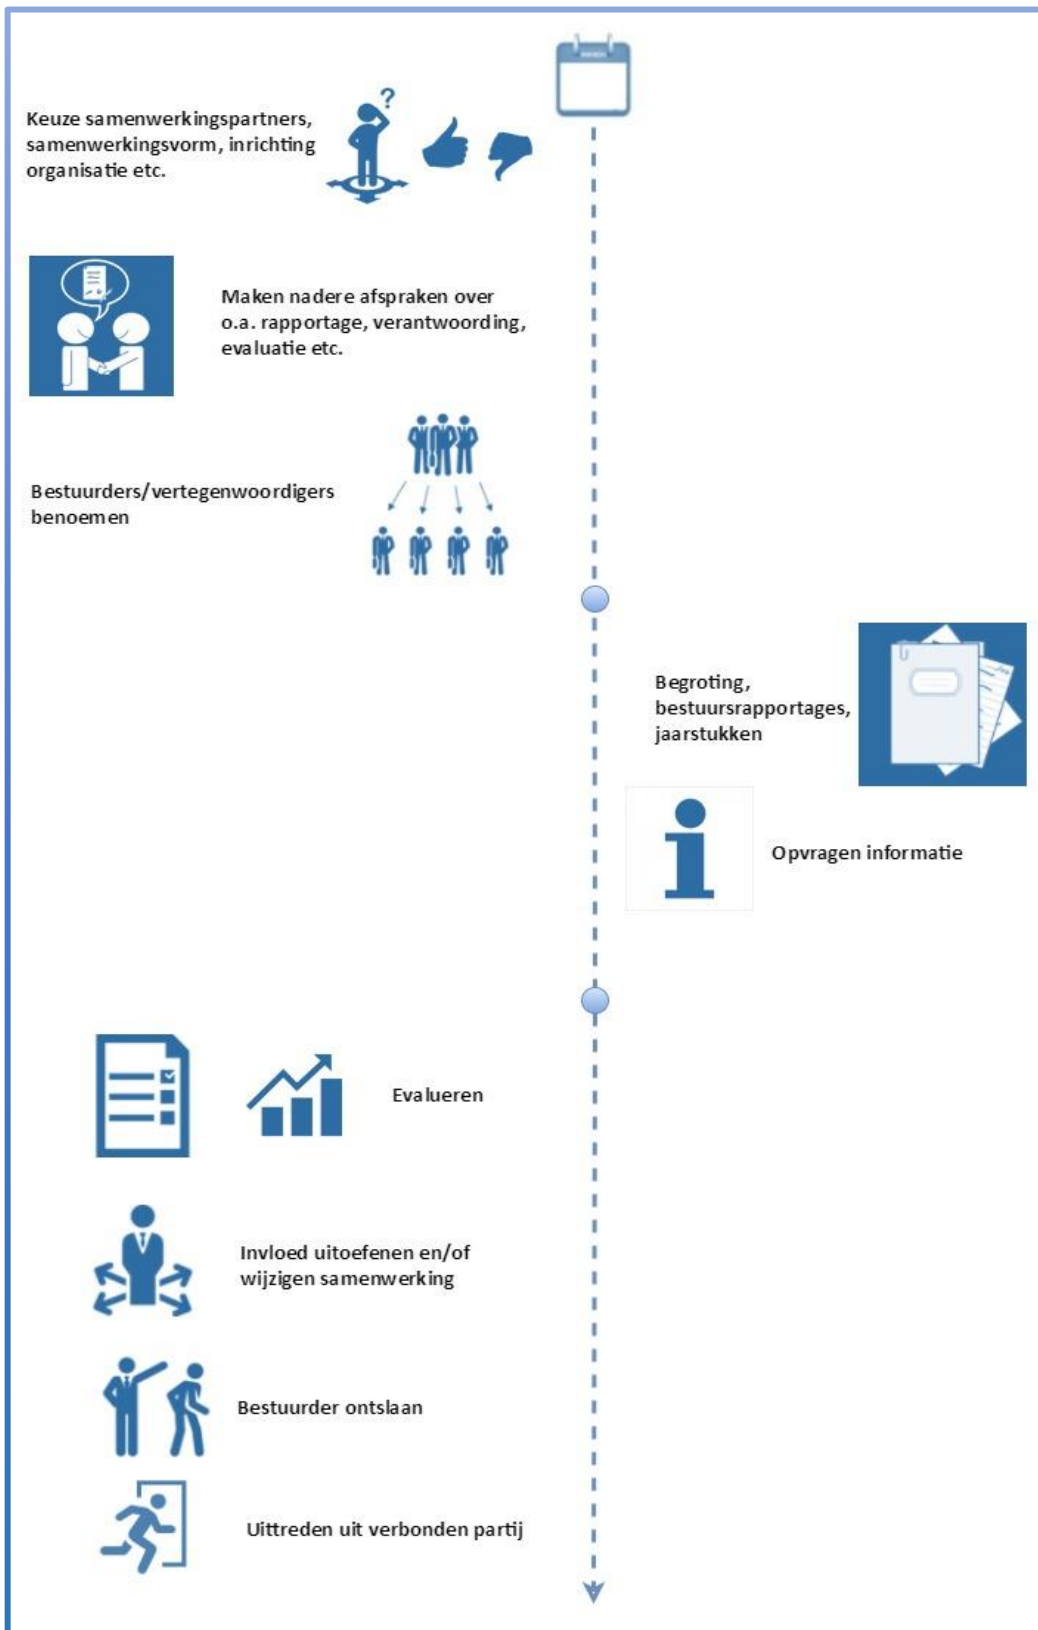 Keuze samenwerkingspartners,
samenwerkingsvorm, inrichting
organisatie etc.
Maken nadere afspraken over
o.a. rapportage, verantwoording,
evaluatie etc.
Bestuurders/vertegenwoordigers
benoemen
Begroting,
bestuursrapportages,
jaarstukken
Opvragen informatie
Evalueren
Invloed uitoefenen en/of
wijzigen samenwerking
Bestuurder ontslaan
Uittreden uit verbonden partij